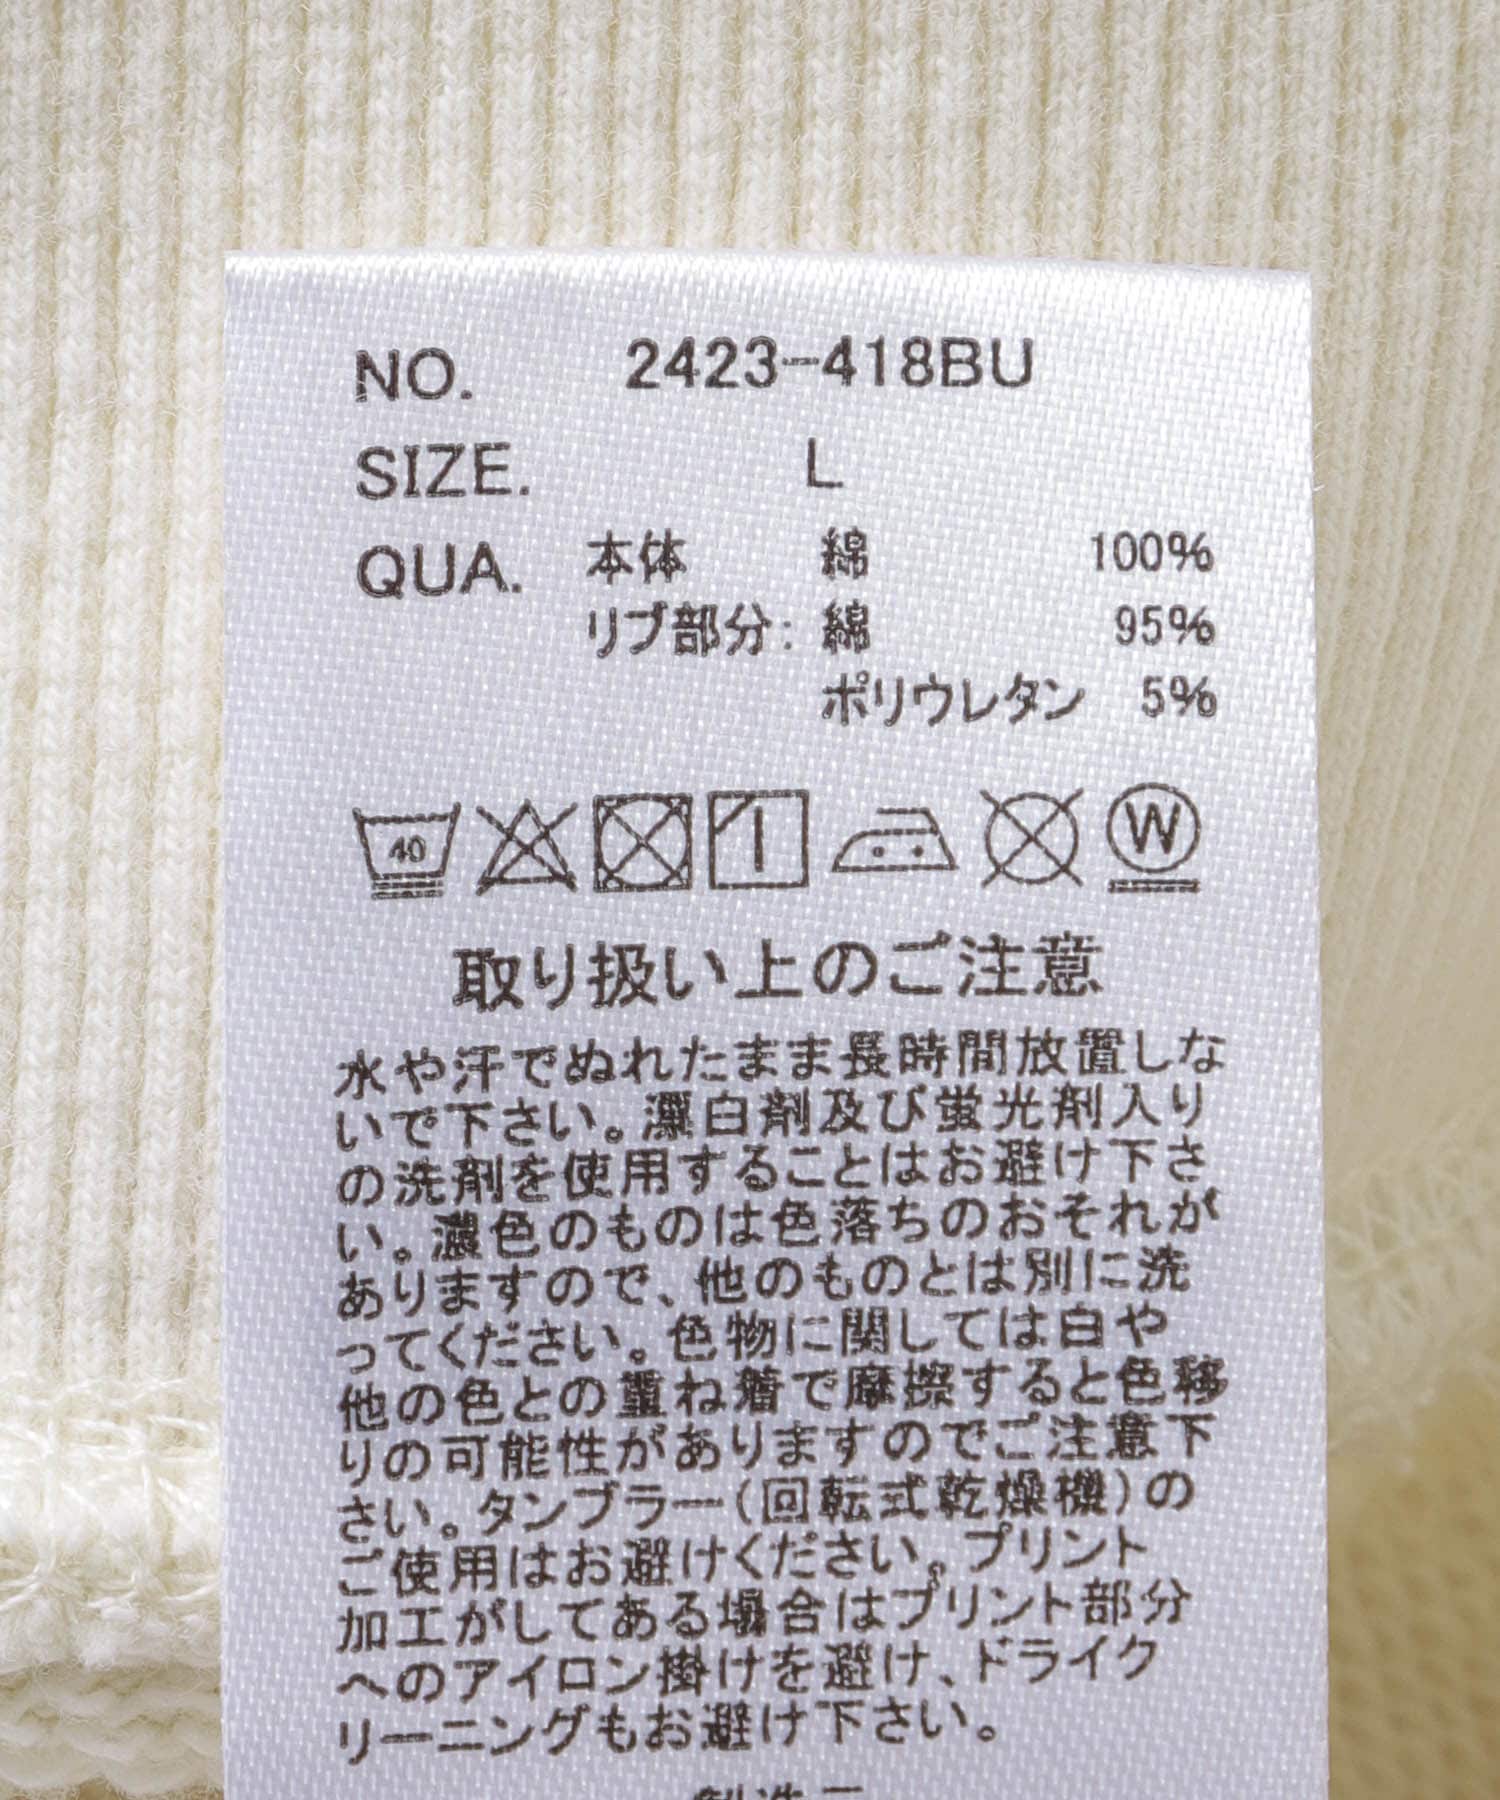 NO. 2423-418BU
SIZE. L
QUA. 本体 綿 100%
リブ部分: 綿 95%
ポリウレタン 5%
40
W
取り扱い上のご注意
水や汗でぬれたまま長時間放置しな
いで下さい。漂白剤及び蛍光剤入り
の洗剤を使用することはお避け下さ
い。濃色のものは色落ちのおそれが
ありますので、他のものとは別に洗
ってください。色物に関しては白や
他の色との重ね着で摩擦すると色移
りの可能性がありますのでご注意下
さい。タンブラー(回転式乾燥機)の
ご使用はお避けください。プリント
加工がしてある場合はプリント部分
へのアイロン掛けを避け、ドライク
リーニングもお避け下さい。